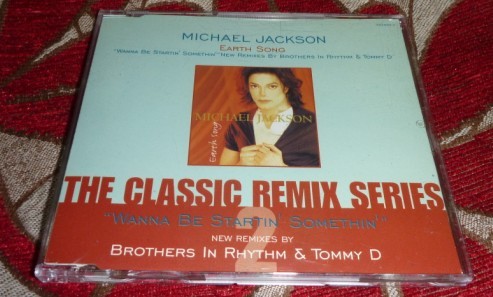 MICHAEL JACKSON
EARTH SONG
"WANNA BE STARTIN' SOMETHIN'" NEW REMIXES BY BROTHERS IN RHYTHM & TOMMY D
MICHAEL JACKSON
Earth Song
THE CLASSIC REMIX SERIES
"WANNA BE STARTIN' SOMETHIN'"
NEW REMIXES BY
BROTHERS IN RHYTHM & TOMMY D